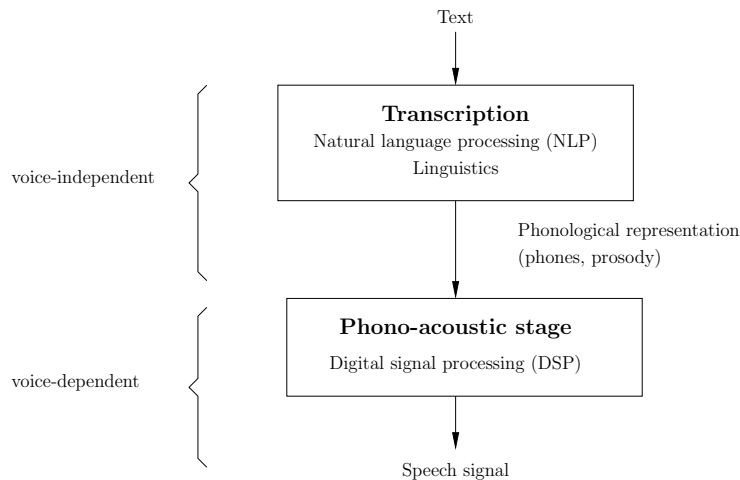 Text
Transcription
Natural language processing (NLP)
Linguistics
voice-independent
Phonological representation
(phones, prosody)
Phono-acoustic stage
Digital signal processing (DSP)
voice-dependent
Speech signal